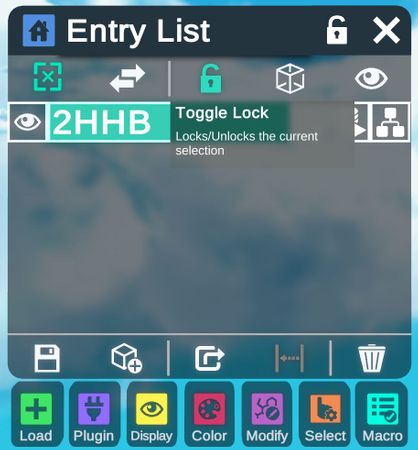 Entry List
2HHB
Toggle Lock
Locks/Unlocks the current
selection
Load
Plugin
Display
Color
Modify
Select
Macro